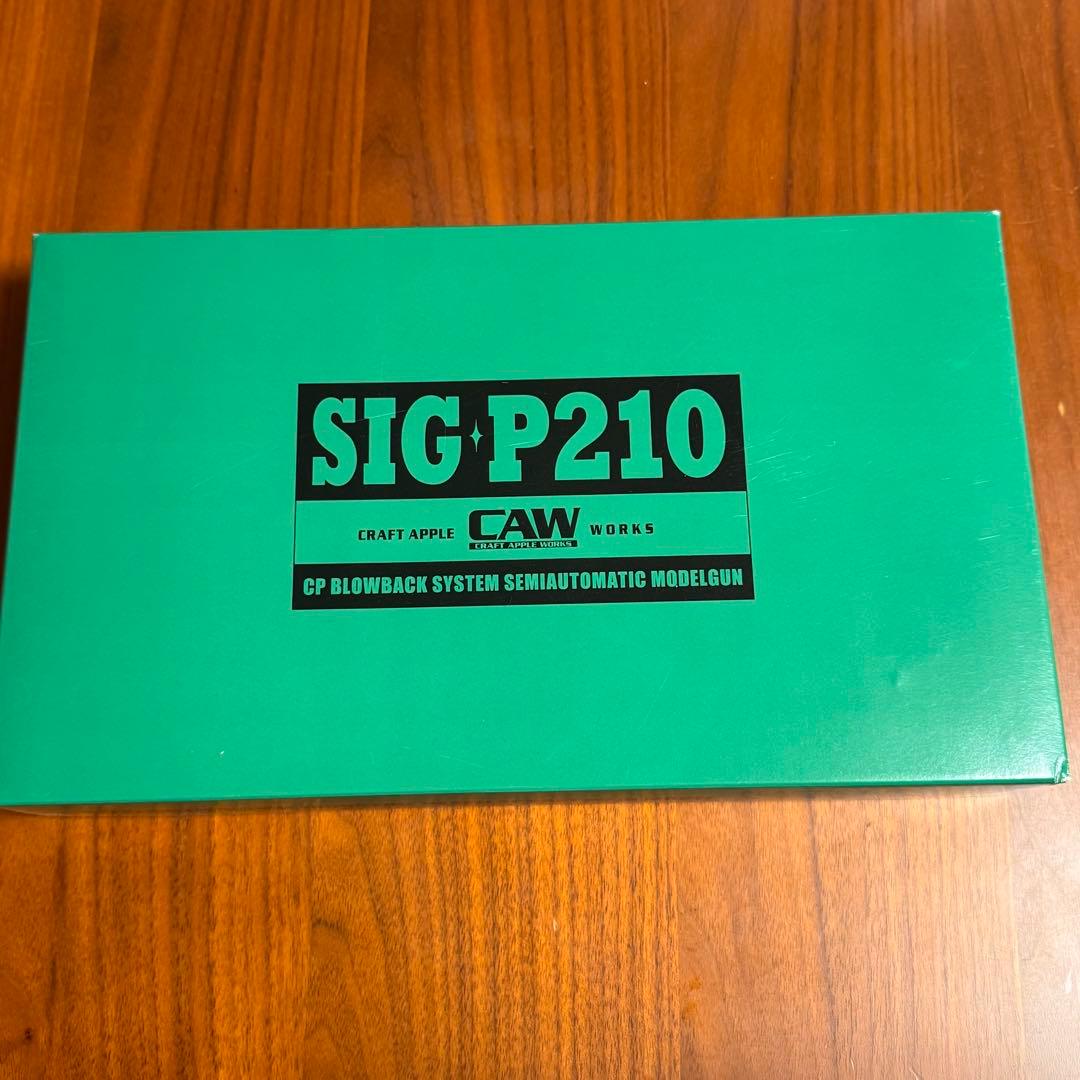 SIG P210
CRAFT APPLE CAW WORKS
CRAFT APPLE WORKS
CP BLOWBACK SYSTEM SEMIAUTOMATIC MODELGUN